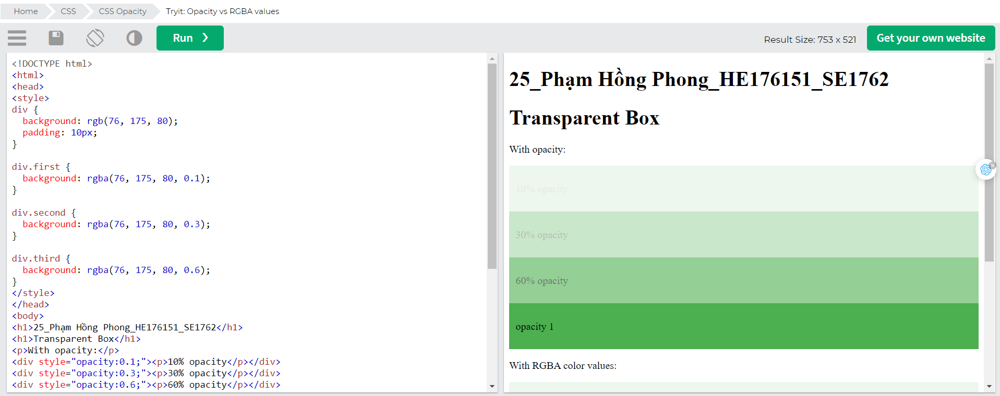 Home CSS CSS Opacity Tryit: Opacity vs RGBA values
Run ❯ Result Size: 753 x 521 Get your own website
<!DOCTYPE html>
<html>
<head>
<style>
div {
  background: rgb(76, 175, 80);
  padding: 10px;
}

div.first {
  background: rgba(76, 175, 80, 0.1);
}

div.second {
  background: rgba(76, 175, 80, 0.3);
}

div.third {
  background: rgba(76, 175, 80, 0.6);
}
</style>
</head>
<body>
<h1>25_Phạm Hồng Phong_HE176151_SE1762</h1>
<h1>Transparent Box</h1>
<p>With opacity:</p>
<div style="opacity:0.1;"><p>10% opacity</p></div>
<div style="opacity:0.3;"><p>30% opacity</p></div>
<div style="opacity:0.6;"><p>60% opacity</p></div>
25_Phạm Hồng Phong_HE176151_SE1762
Transparent Box
With opacity:
10% opacity
30% opacity
60% opacity
opacity 1
With RGBA color values: